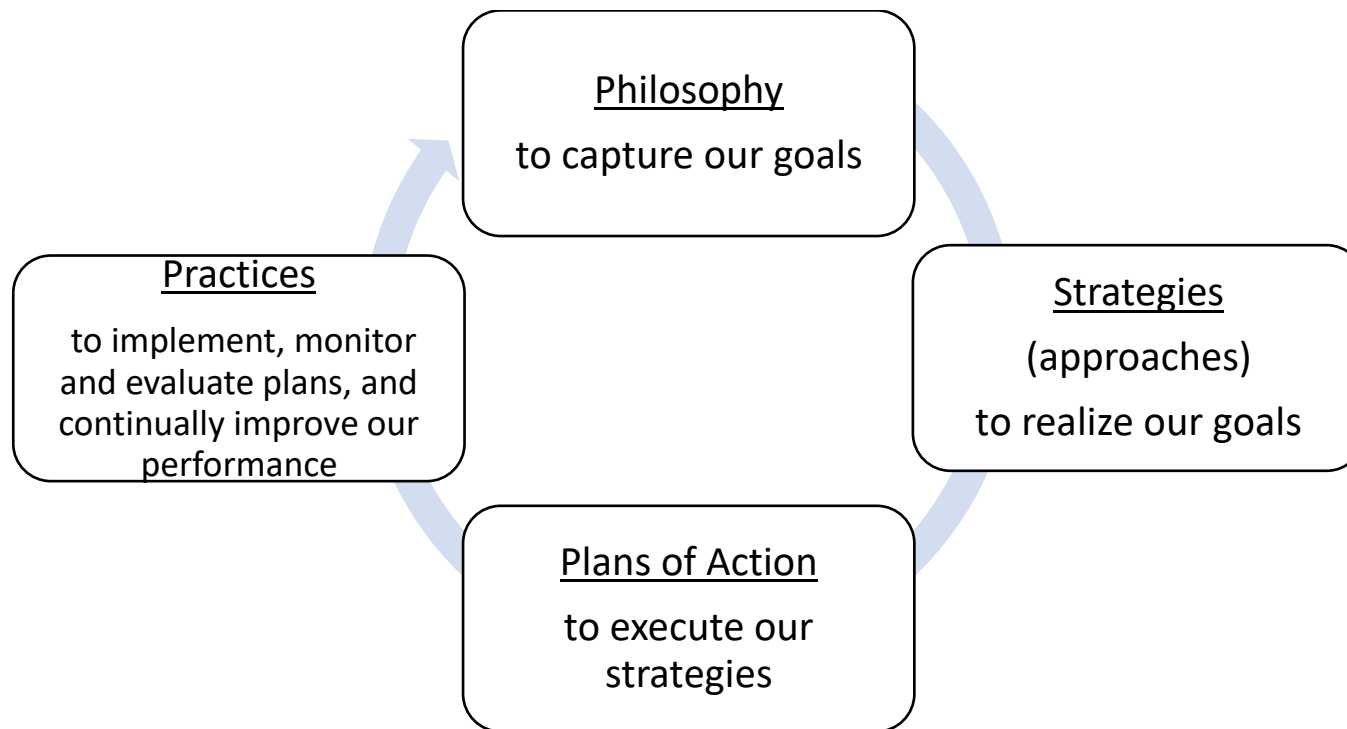 Philosophy
to capture our goals
Strategies
(approaches)
to realize our goals
Plans of Action
to execute our
strategies
Practices
to implement, monitor
and evaluate plans, and
continually improve our
performance